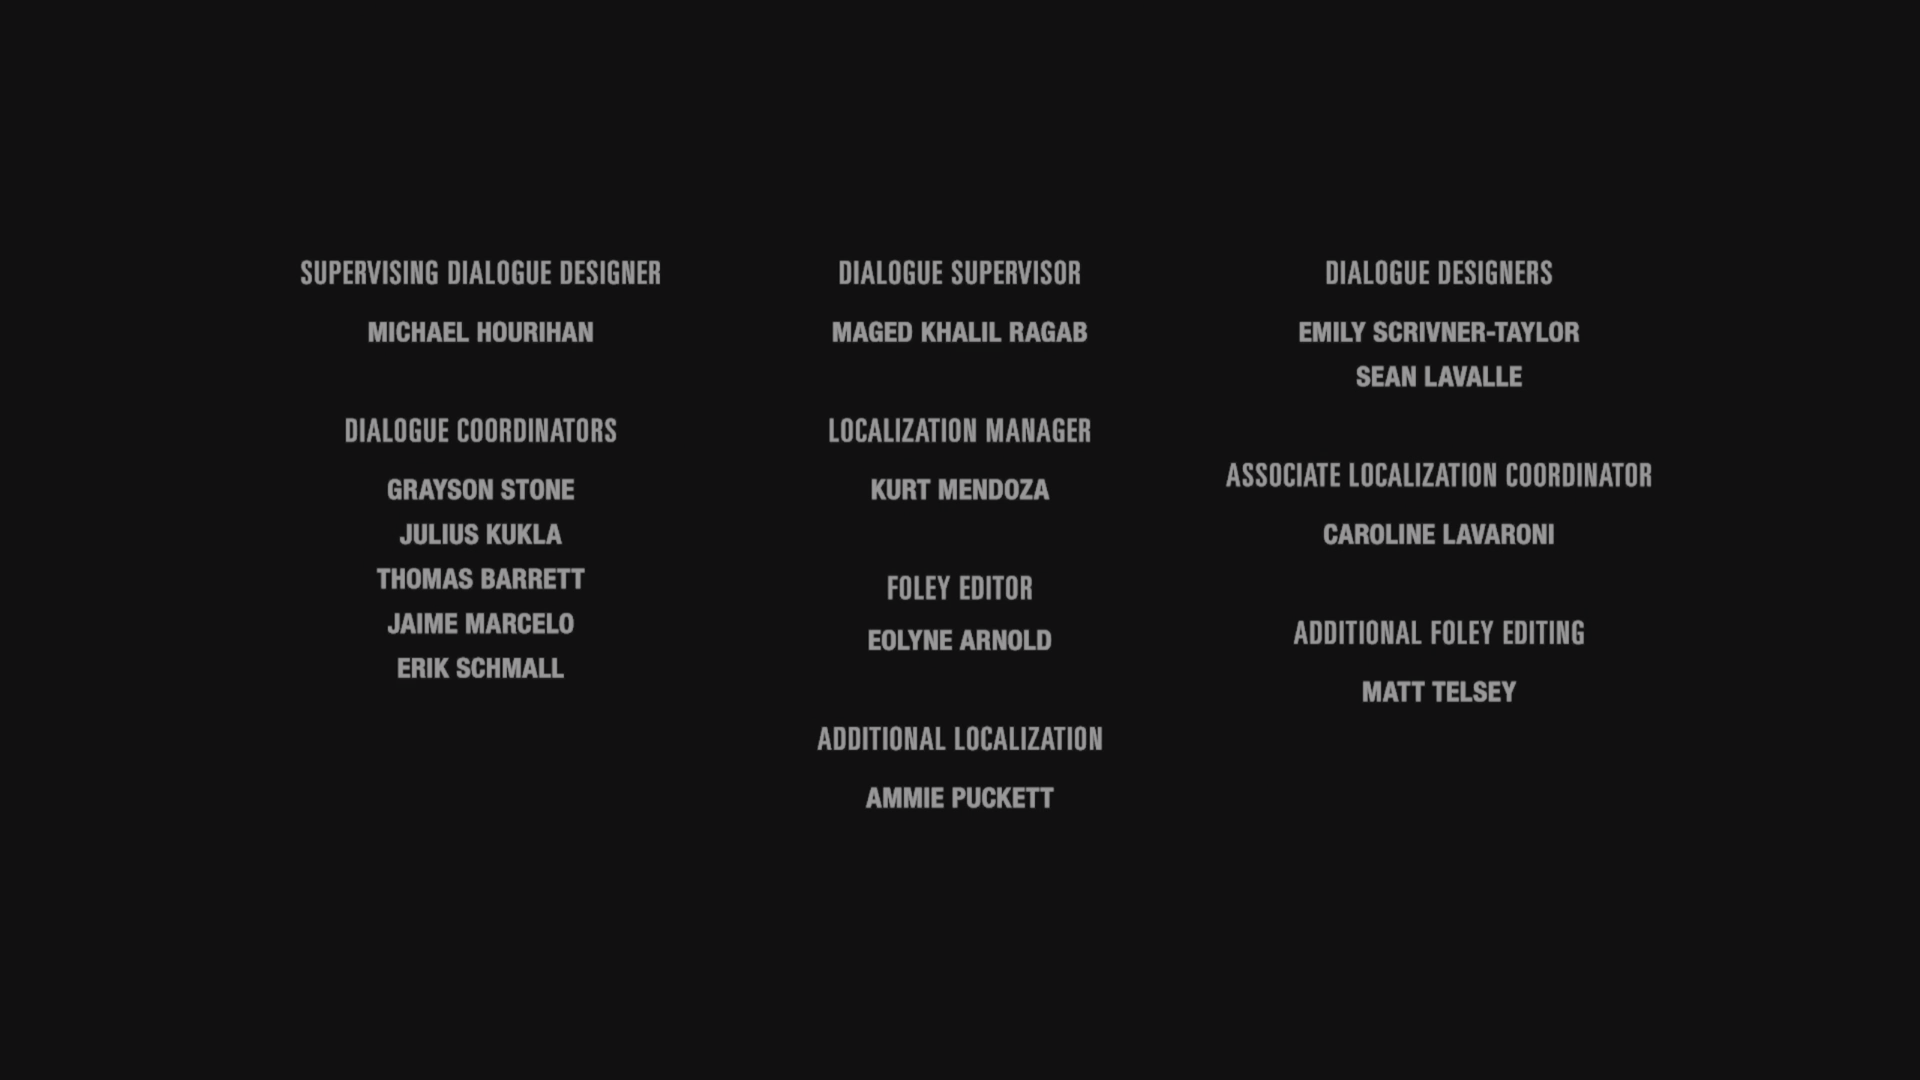 SUPERVISING DIALOGUE DESIGNER
MICHAEL HOURIHAN
DIALOGUE COORDINATORS
GRAYSON STONE
JULIUS KUKLA
THOMAS BARRETT
JAIME MARCELO
ERIK SCHMALL
DIALOGUE SUPERVISOR
MAGED KHALIL RAGAB
LOCALIZATION MANAGER
KURT MENDOZA
FOLEY EDITOR
EOLYNE ARNOLD
ADDITIONAL LOCALIZATION
AMMIE PUCKETT
DIALOGUE DESIGNERS
EMILY SCRIVNER-TAYLOR
SEAN LAVALLE
ASSOCIATE LOCALIZATION COORDINATOR
CAROLINE LAVARONI
ADDITIONAL FOLEY EDITING
MATT TELSEY